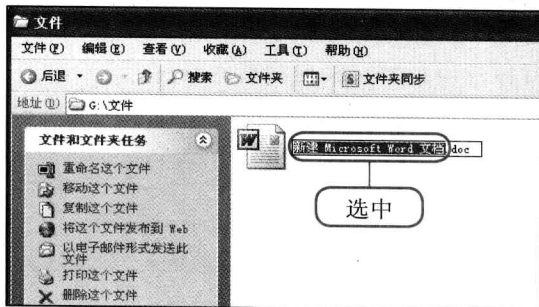 文件
文件(F) 编辑(E) 查看(V) 收藏(A) 工具(T) 帮助(H)
后退 搜索 文件夹 文件夹同步
地址(D) G:\文件
文件和文件夹任务
新建 Microsoft Word 文档.doc
重命名这个文件
移动这个文件
选中
复制这个文件
将这个文件发布到 Web
以电子邮件形式发送此
文件
打印这个文件
删除这个文件